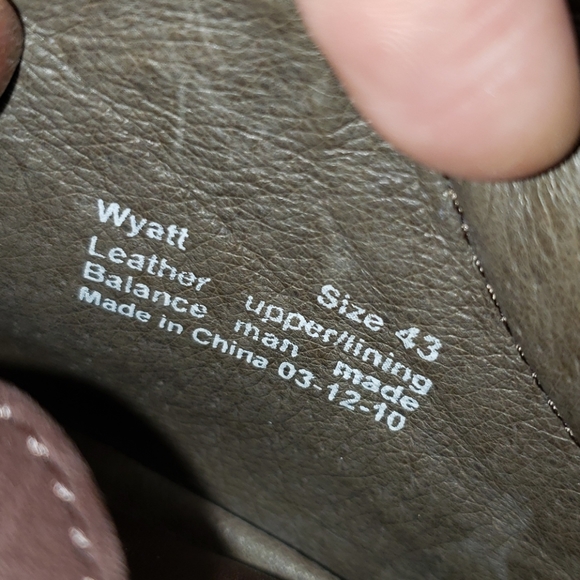 Wyatt Size 43
Leather upper/lining
Balance man made
Made in China 03-12-10